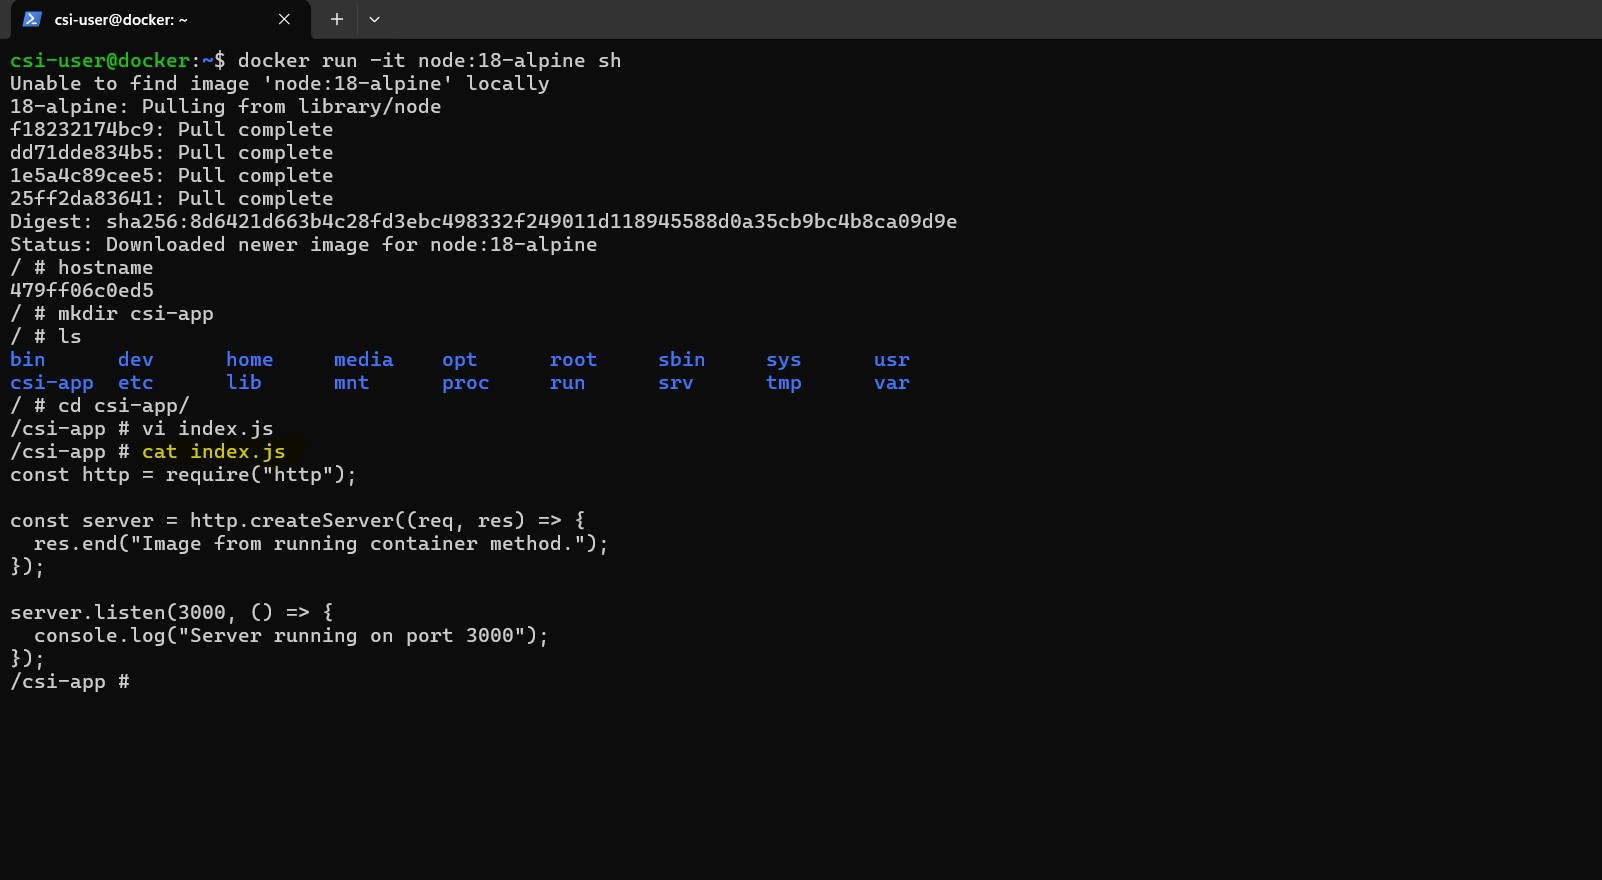 csi-user@docker: ~
csi-user@docker:~$ docker run -it node:18-alpine sh
Unable to find image 'node:18-alpine' locally
18-alpine: Pulling from library/node
f18232174bc9: Pull complete
dd71dde834b5: Pull complete
1e5a4c89cee5: Pull complete
25ff2da83641: Pull complete
Digest: sha256:8d6421d663b4c28fd3ebc498332f249011d118945588d0a35cb9bc4b8ca09d9e
Status: Downloaded newer image for node:18-alpine
/ # hostname
479ff06c0ed5
/ # mkdir csi-app
/ # ls
bin      dev      home     media    opt      root     sbin     sys      usr
csi-app  etc      lib      mnt      proc     run      srv      tmp      var
/ # cd csi-app/
/csi-app # vi index.js
/csi-app # cat index.js
const http = require("http");

const server = http.createServer((req, res) => {
  res.end("Image from running container method.");
});

server.listen(3000, () => {
  console.log("Server running on port 3000");
});
/csi-app #